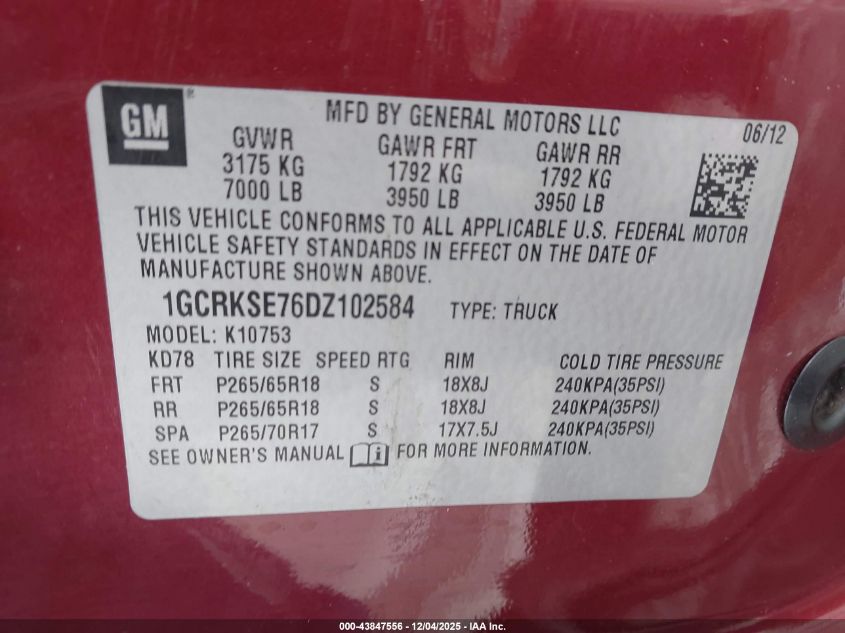 GM
MFD BY GENERAL MOTORS LLC
06/12
GVWR GAWR FRT GAWR RR
3175 KG 1792 KG 1792 KG
7000 LB 3950 LB 3950 LB
THIS VEHICLE CONFORMS TO ALL APPLICABLE U.S. FEDERAL MOTOR
VEHICLE SAFETY STANDARDS IN EFFECT ON THE DATE OF
MANUFACTURE SHOWN ABOVE.
1GCRKSE76DZ102584 TYPE: TRUCK
MODEL: K10753
KD78 TIRE SIZE SPEED RTG RIM COLD TIRE PRESSURE
FRT P265/65R18 S 18X8J 240KPA(35PSI)
RR P265/65R18 S 18X8J 240KPA(35PSI)
SPA P265/70R17 S 17X7.5J 240KPA(35PSI)
SEE OWNER'S MANUAL FOR MORE INFORMATION.
000-43847556 • 12/04/2025 • IAA Inc.